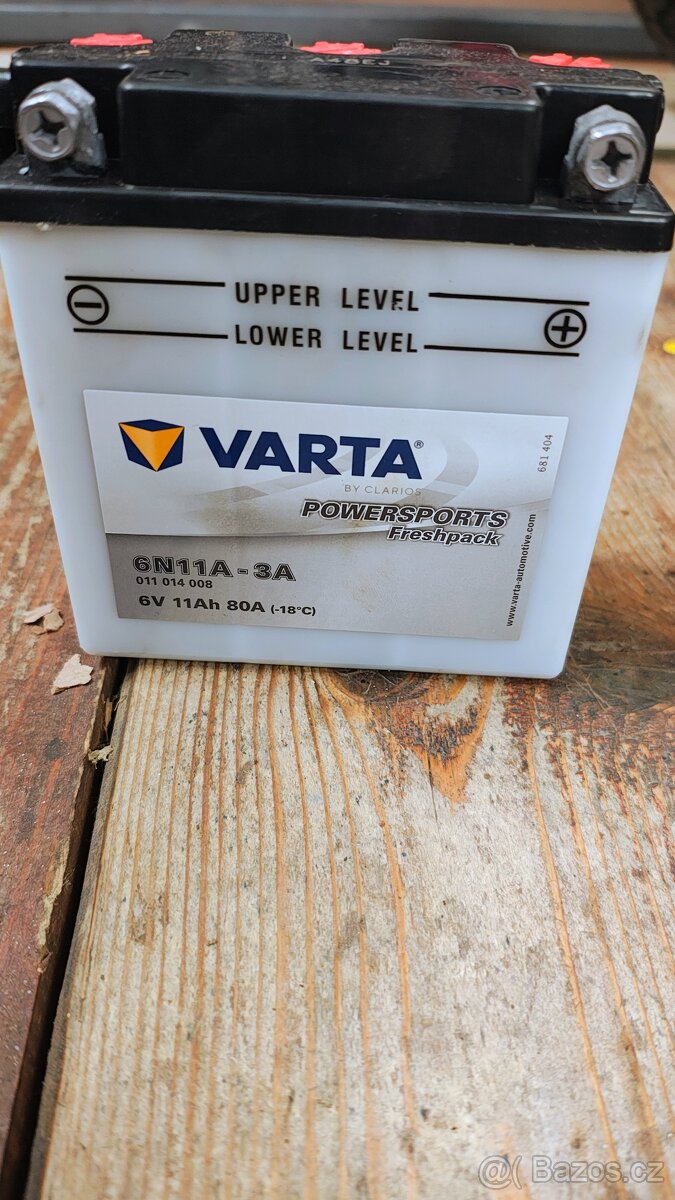 A48EJ
UPPER LEVEL
LOWER LEVEL
VARTA®
BY CLARIOS
POWERSPORTS
Freshpack
681 404
6N11A - 3A
011 014 008
6V 11Ah 80A (-18°C)
www.varta-automotive.com
@( Bazos.cz